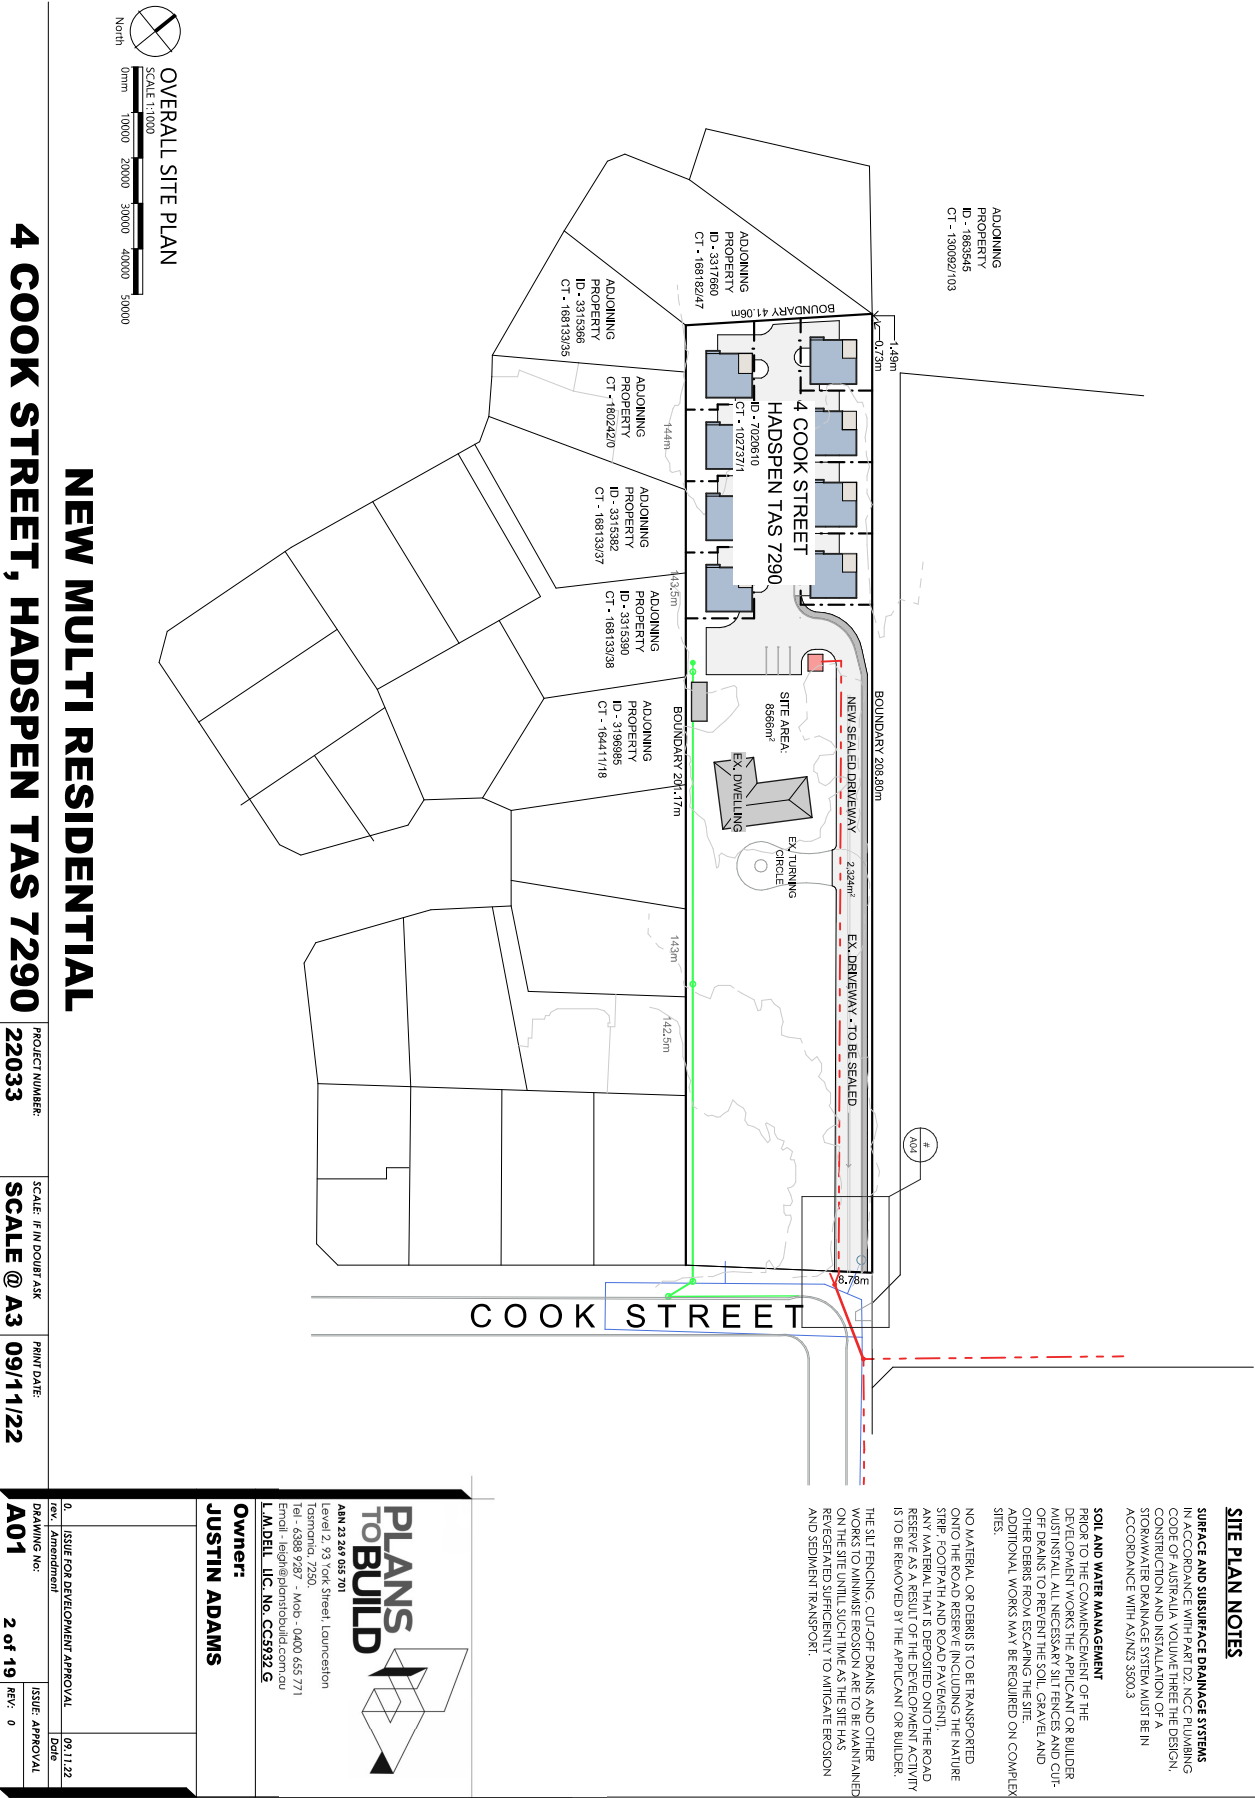 SITE PLAN NOTES
SURFACE AND SUBSURFACE DRAINAGE SYSTEMS
IN ACCORDANCE WITH PART D2, NCC PLUMBING
CODE OF AUSTRALIA VOLUME THREE THE DESIGN,
CONSTRUCTION AND INSTALLATION OF A
STORMWATER DRAINAGE SYSTEM MUST BE IN
ACCORDANCE WITH AS/NZS 3500.3
SOIL AND WATER MANAGEMENT
PRIOR TO THE COMMENCEMENT OF THE
DEVELOPMENT WORKS THE APPLICANT OR BUILDER
MUST INSTALL ALL NECESSARY SILT FENCES AND CUT-
OFF DRAINS TO PREVENT THE SOIL, GRAVEL AND
OTHER DEBRIS FROM ESCAPING THE SITE.
ADDITIONAL WORKS MAY BE REQUIRED ON COMPLEX
SITES.
NO MATERIAL OR DEBRIS IS TO BE TRANSPORTED
ONTO THE ROAD RESERVE (INCLUDING THE NATURE
STRIP, FOOTPATH AND ROAD PAVEMENT).
ANY MATERIAL THAT IS DEPOSITED ONTO THE ROAD
RESERVE AS A RESULT OF THE DEVELOPMENT ACTIVITY
IS TO BE REMOVED BY THE APPLICANT OR BUILDER.
THE SILT FENCING, CUT-OFF DRAINS AND OTHER
WORKS TO MINIMISE EROSION ARE TO BE MAINTAINED
ON THE SITE UNTILL SUCH TIME AS THE SITE HAS
REVEGETATED SUFFICIENTLY TO MITIGATE EROSION
AND SEDIMENT TRANSPORT.
ADJOINING
PROPERTY
ID - 1863545
CT - 130092/103
1.49m
0.73m
BOUNDARY 208.80m
#
A04
ADJOINING
PROPERTY
ID - 3317660
CT - 168182/47
BOUNDARY 41.06m
4 COOK STREET
HADSPEN TAS 7290
ID - 7020610
CT - 102737/1
NEW SEALED DRIVEWAY
2,324m²
EX. DRIVEWAY - TO BE SEALED
8.78m
SITE AREA:
8566m²
EX. DWELLING
EX. TURNING
CIRCLE
BOUNDARY 201.17m
144m
143.5m
143m
142.5m
ADJOINING
PROPERTY
ID - 3315366
CT - 168133/35
ADJOINING
PROPERTY
CT - 180242/0
ADJOINING
PROPERTY
ID - 3315382
CT - 168133/37
ADJOINING
PROPERTY
ID - 3315390
CT - 168133/38
ADJOINING
PROPERTY
ID - 3196985
CT - 164411/18
COOK STREET
North
OVERALL SITE PLAN
SCALE 1:1000
0mm 10000 20000 30000 40000 50000
PLANS
TO BUILD
ABN 23 269 055 701
Level 2, 93 York Street, Launceston
Tasmania, 7250.
Tel - 6388 9287 - Mob - 0400 655 771
Email - leigh@planstobuild.com.au
L.M.DELL LIC. No. CC5932 G
Owner:
JUSTIN ADAMS
0. ISSUE FOR DEVELOPMENT APPROVAL 09.11.22
rev. Amendment Date
NEW MULTI RESIDENTIAL
4 COOK STREET, HADSPEN TAS 7290
PROJECT NUMBER:
22033
SCALE: IF IN DOUBT ASK
SCALE @ A3
PRINT DATE:
09/11/22
DRAWING No:
A01
2 of 19
ISSUE: APPROVAL
REV: 0